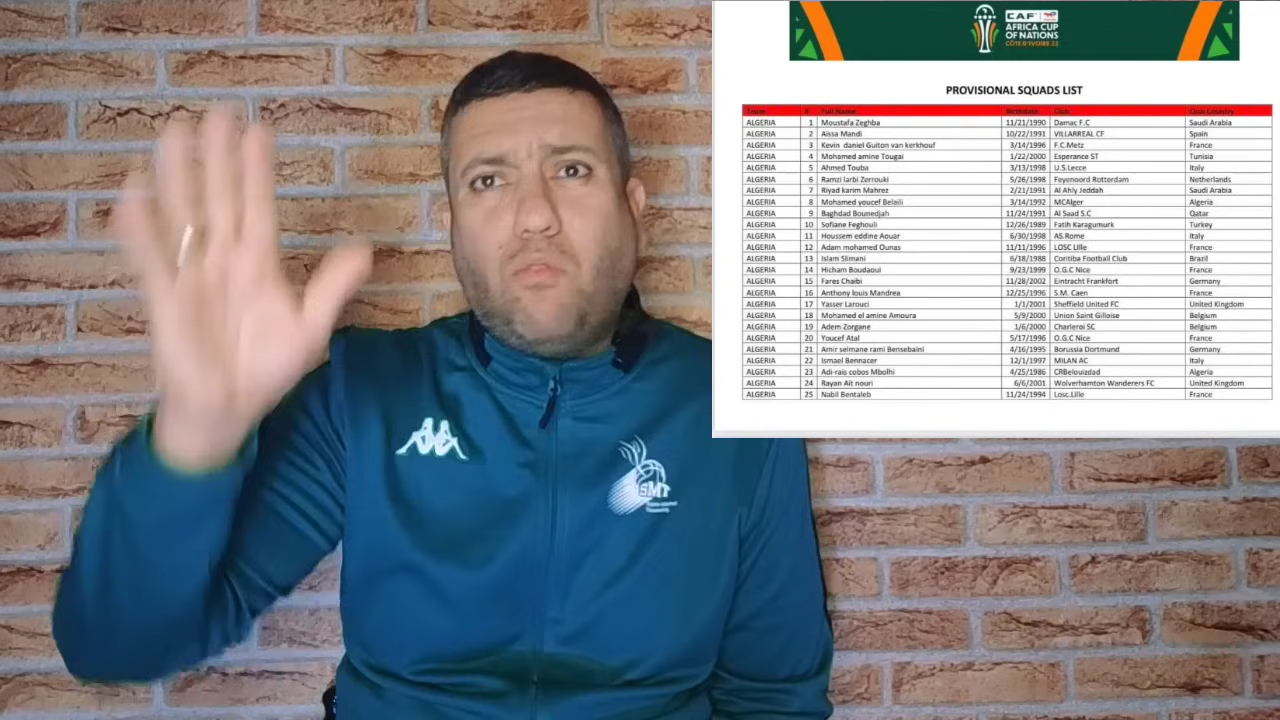 CAF
AFRICA CUP
OF NATIONS
CÔTE D'IVOIRE 23
PROVISIONAL SQUADS LIST
Team # Full Name Birthdate Club Club Country
ALGERIA 1 Moustafa Zeghba 11/21/1990 Damac F.C Saudi Arabia
ALGERIA 2 Aissa Mandi 10/22/1991 VILLARREAL CF Spain
ALGERIA 3 Kevin daniel Guiton van kerkhouf 3/14/1996 F.C.Metz France
ALGERIA 4 Mohamed amine Tougai 1/22/2000 Esperance ST Tunisia
ALGERIA 5 Ahmed Touba 3/13/1998 U.S.Lecce Italy
ALGERIA 6 Ramzi larbi Zerrouki 5/26/1998 Feyenoord Rotterdam Netherlands
ALGERIA 7 Riyad karim Mahrez 2/21/1991 Al Ahly Jeddah Saudi Arabia
ALGERIA 8 Mohamed youcef Belaili 3/14/1992 MCAlger Algeria
ALGERIA 9 Baghdad Bounedjah 11/24/1991 Al Saad S.C Qatar
ALGERIA 10 Sofiane Feghouli 12/26/1989 Fatih Karagumurk Turkey
ALGERIA 11 Houssem eddine Aouar 6/30/1998 AS.Rome Italy
ALGERIA 12 Adam mohamed Ounas 11/11/1996 LOSC Lille France
ALGERIA 13 Islam Slimani 6/18/1988 Coritiba Football Club Brazil
ALGERIA 14 Hicham Boudaoui 9/23/1999 O.G.C Nice France
ALGERIA 15 Fares Chaibi 11/28/2002 Eintracht Frankfort Germany
ALGERIA 16 Anthony louis Mandrea 12/25/1996 S.M. Caen France
ALGERIA 17 Yasser Larouci 1/1/2001 Sheffield United FC United Kingdom
ALGERIA 18 Mohamed el amine Amoura 5/9/2000 Union Saint Gilloise Belgium
ALGERIA 19 Adem Zorgane 1/6/2000 Charleroi SC Belgium
ALGERIA 20 Youcef Atal 5/17/1996 O.G.C Nice France
ALGERIA 21 Amir selmane rami Bensebaini 4/16/1995 Borussia Dortmund Germany
ALGERIA 22 Ismael Bennacer 12/1/1997 MILAN AC Italy
ALGERIA 23 Adi-rais cobos Mbolhi 4/25/1986 CRBelouizdad Algeria
ALGERIA 24 Rayan Ait nouri 6/6/2001 Wolverhamton Wanderers FC United Kingdom
ALGERIA 25 Nabil Bentaleb 11/24/1994 Losc.Lille France
SMT